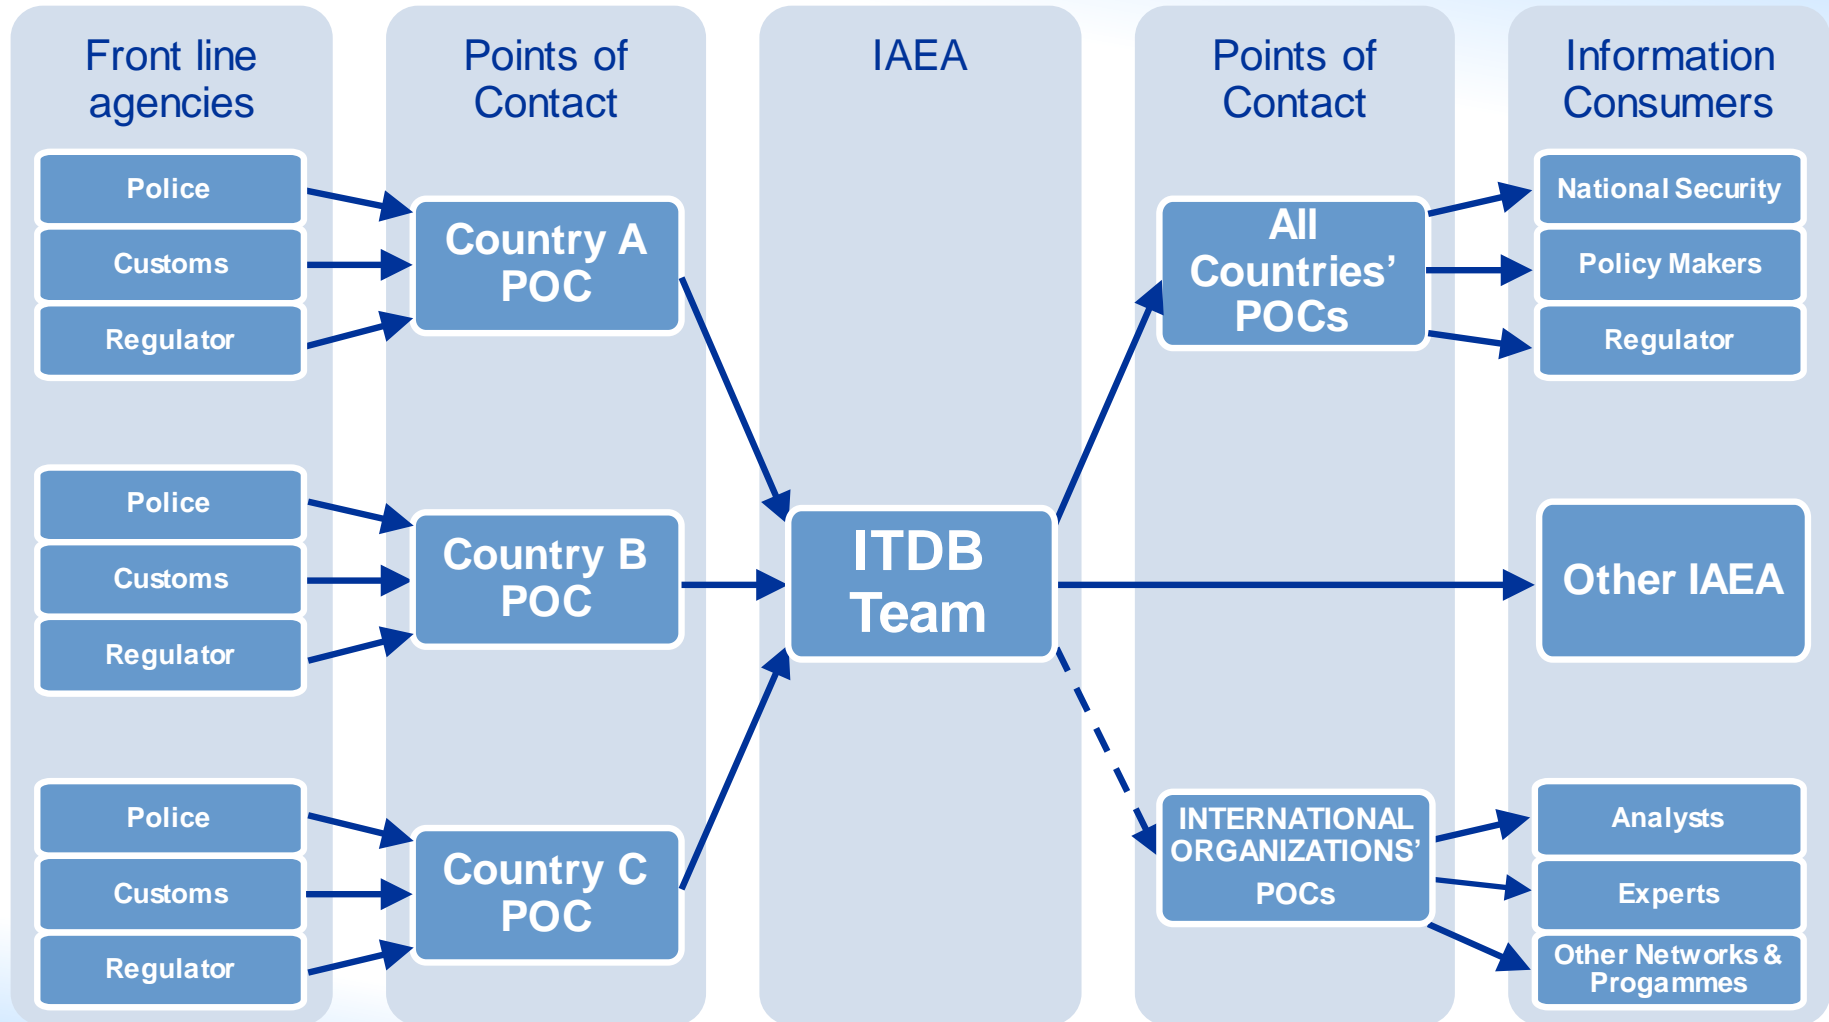 Front line
agencies
Police
Customs
Regulator
Police
Customs
Regulator
Police
Customs
Regulator
Points of
Contact
Country A
POC
Country B
POC
Country C
POC
IAEA
ITDB
Team
Points of
Contact
All
Countries’
POCs
INTERNATIONAL
ORGANIZATIONS’
POCs
Information
Consumers
National Security
Policy Makers
Regulator
Other IAEA
Analysts
Experts
Other Networks &
Progammes